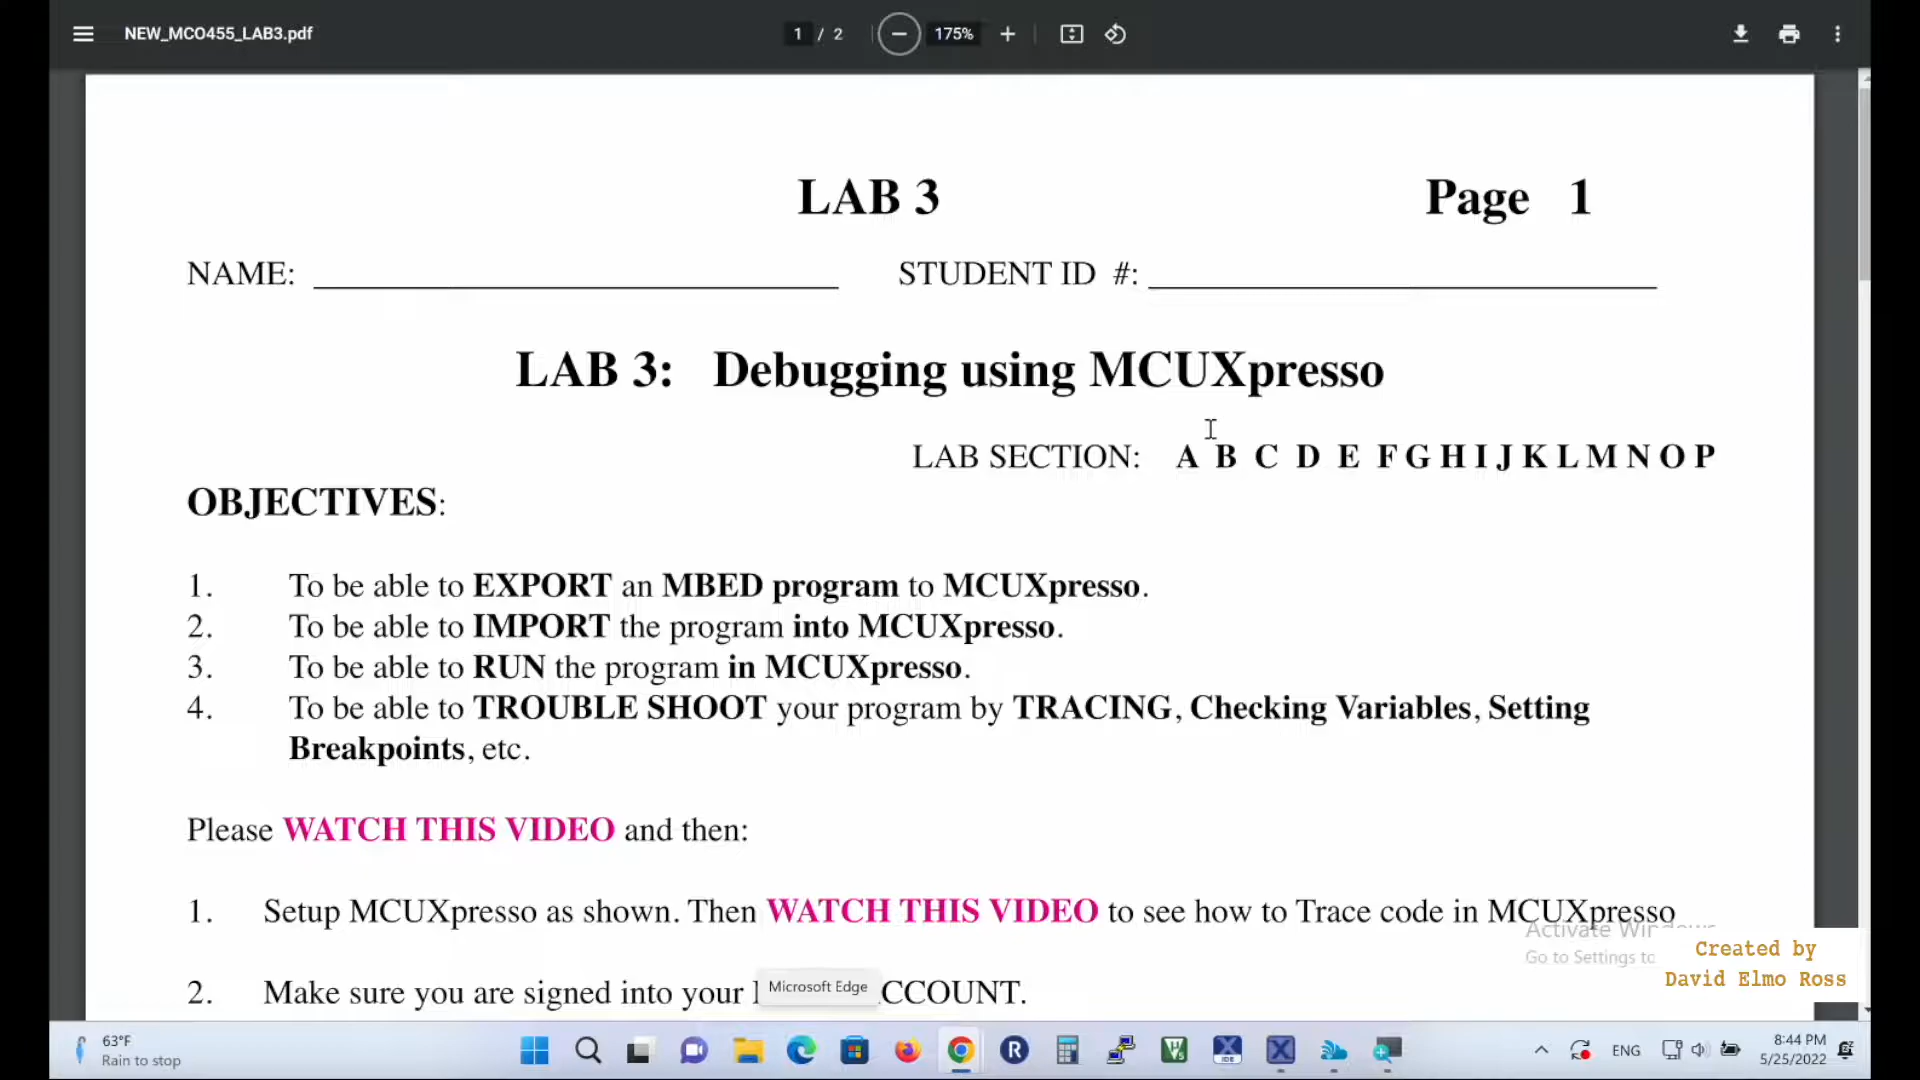 NEW_MCO455_LAB3.pdf
1 / 2
175%
LAB 3 Page 1
NAME: STUDENT ID #:
LAB 3: Debugging using MCUXpresso
LAB SECTION: A B C D E F G H I J K L M N O P
OBJECTIVES:
1. To be able to EXPORT an MBED program to MCUXpresso.
2. To be able to IMPORT the program into MCUXpresso.
3. To be able to RUN the program in MCUXpresso.
4. To be able to TROUBLE SHOOT your program by TRACING, Checking Variables, Setting
Breakpoints, etc.
Please WATCH THIS VIDEO and then:
1. Setup MCUXpresso as shown. Then WATCH THIS VIDEO to see how to Trace code in MCUXpresso
Activate
Go to Settings to
Created by
David Elmo Ross
2. Make sure you are signed into your
Microsoft Edge
63°F
Rain to stop
IDE
ENG
8:44 PM
5/25/2022